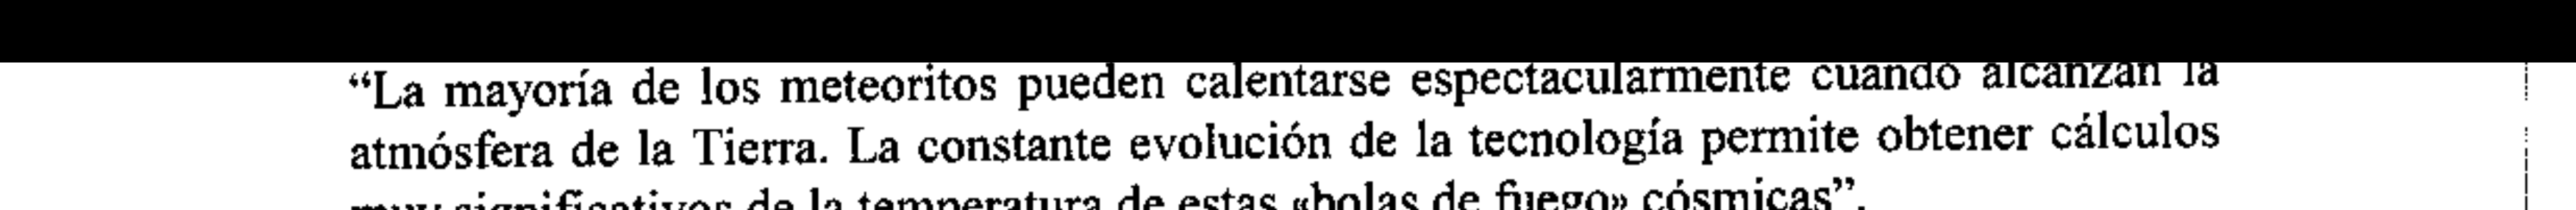 “La mayoría de los meteoritos pueden calentarse espectacularmente cuando alcanzan la
atmósfera de la Tierra. La constante evolución de la tecnología permite obtener cálculos
muy significativos de la temperatura de estas «bolas de fuego» cósmicas”.